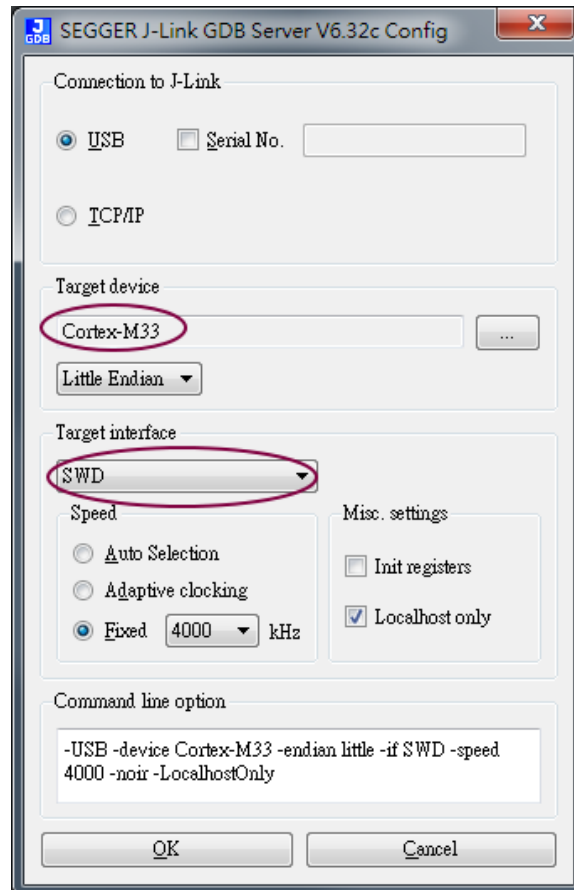 J GDB SEGGER J-Link GDB Server V6.32c Config
Connection to J-Link
USB Serial No.
TCP/IP
Target device
Cortex-M33 ...
Little Endian
Target interface
SWD
Speed Misc. settings
Auto Selection Init registers
Adaptive clocking
Localhost only
Fixed 4000 kHz
Command line option
-USB -device Cortex-M33 -endian little -if SWD -speed
4000 -noir -LocalhostOnly
OK Cancel